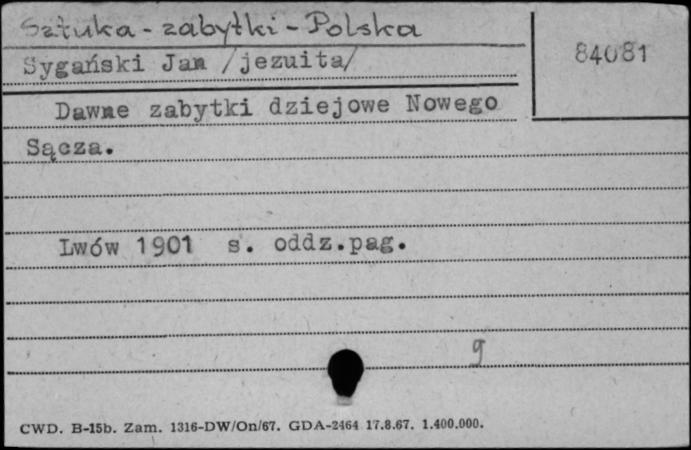 Sztuka - zabytki - Polska
84081
Sygański Jan /jezuita/
Dawne zabytki dziejowe Nowego
Sącza.
Lwów 1901 s. oddz.pag.
g
CWD. B-15b. Zam. 1316-DW/On/67. GDA-2464 17.8.67. 1.400.000.